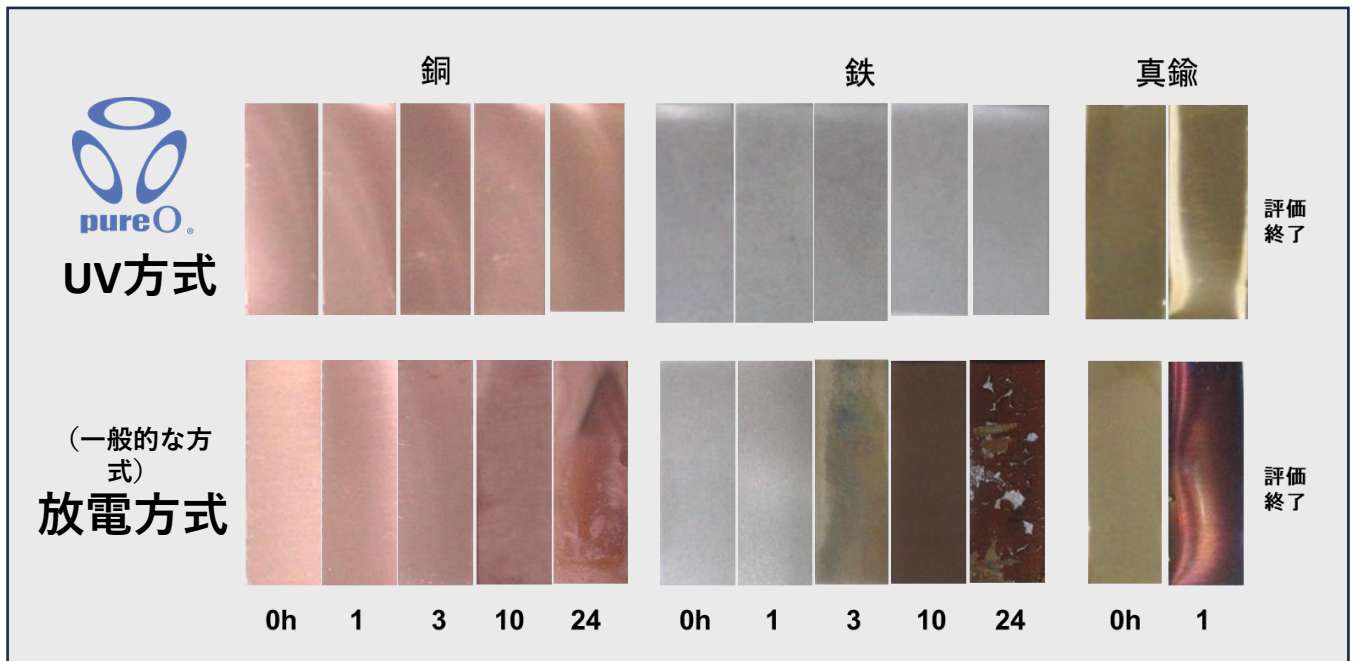 銅 鉄 真鍮
pureO®
UV方式
評価
終了
（一般的な方
式）
放電方式
評価
終了
0h 1 3 10 24 0h 1 3 10 24 0h 1